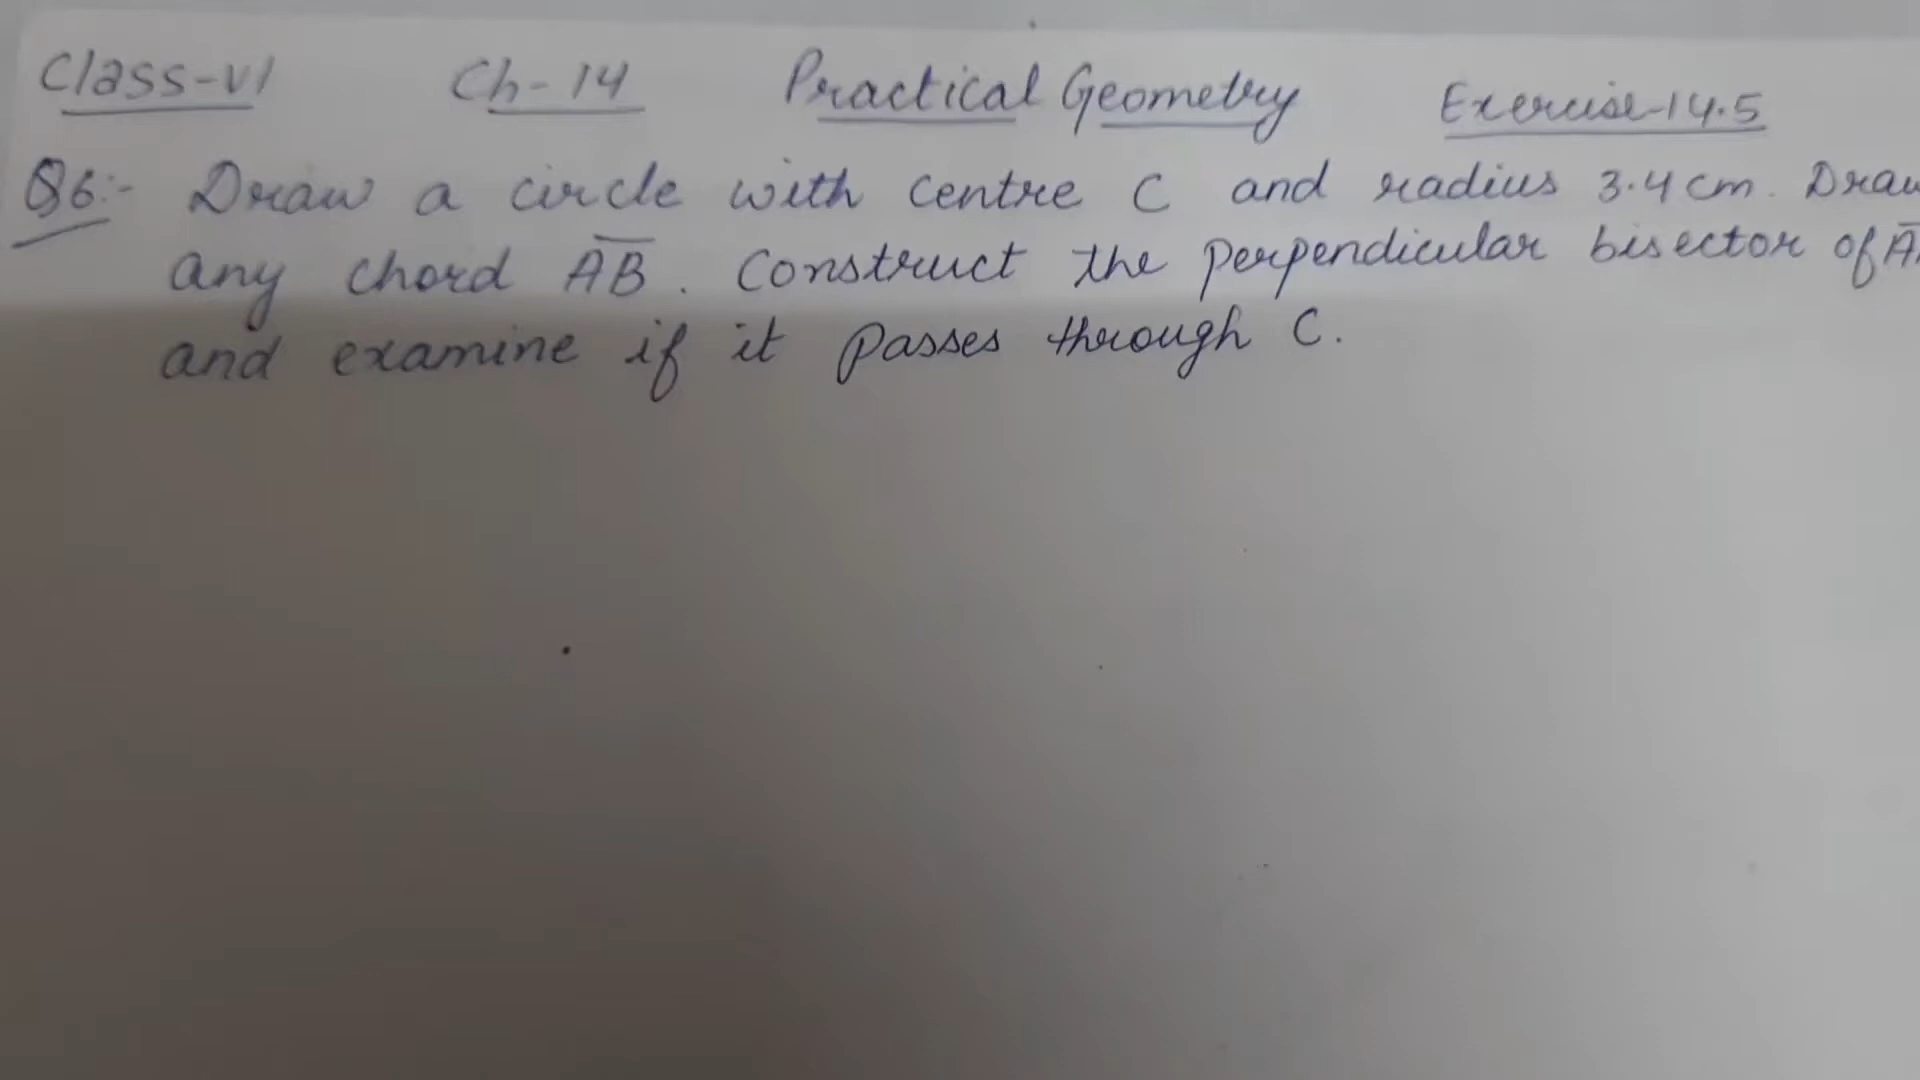 Class-VI Ch-14 Practical Geometry Exercise-14.5
Q6:- Draw a circle with centre C and radius 3.4 cm. Draw
any chord A̅B̅. Construct the perpendicular bisector of
and examine if it passes through C.